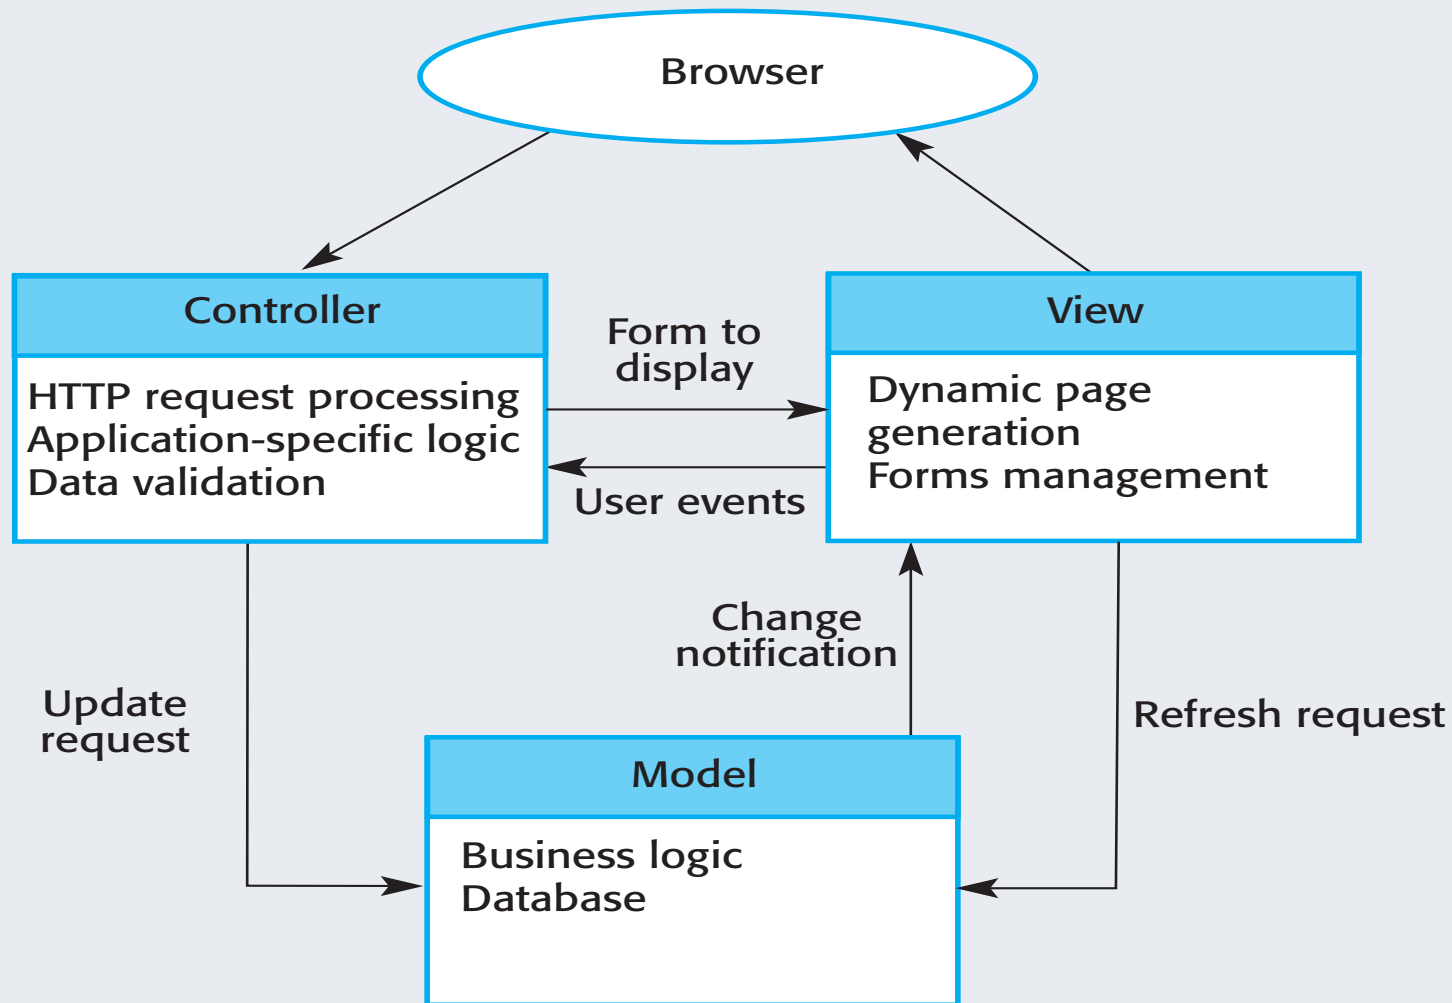 Browser
Controller
HTTP request processing
Application-specific logic
Data validation
Form to
display
User events
View
Dynamic page
generation
Forms management
Update
request
Change
notification
Refresh request
Model
Business logic
Database